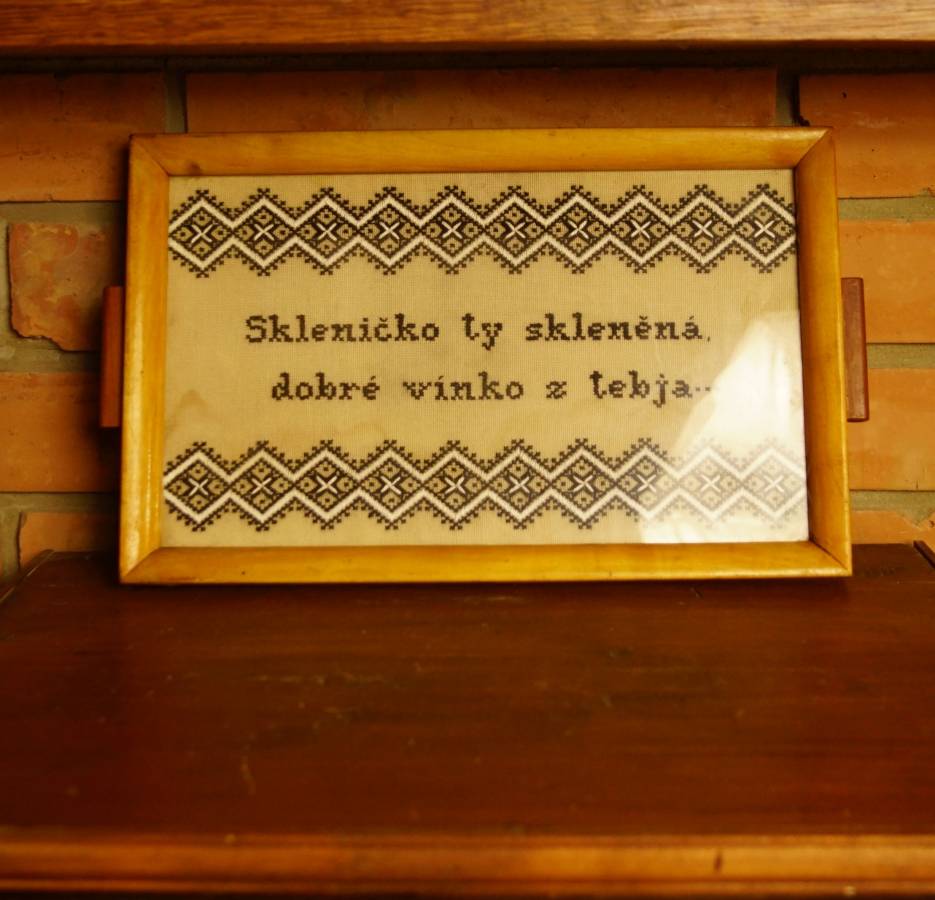 Skleničko ty skleněná,
dobré vínko z tebja...